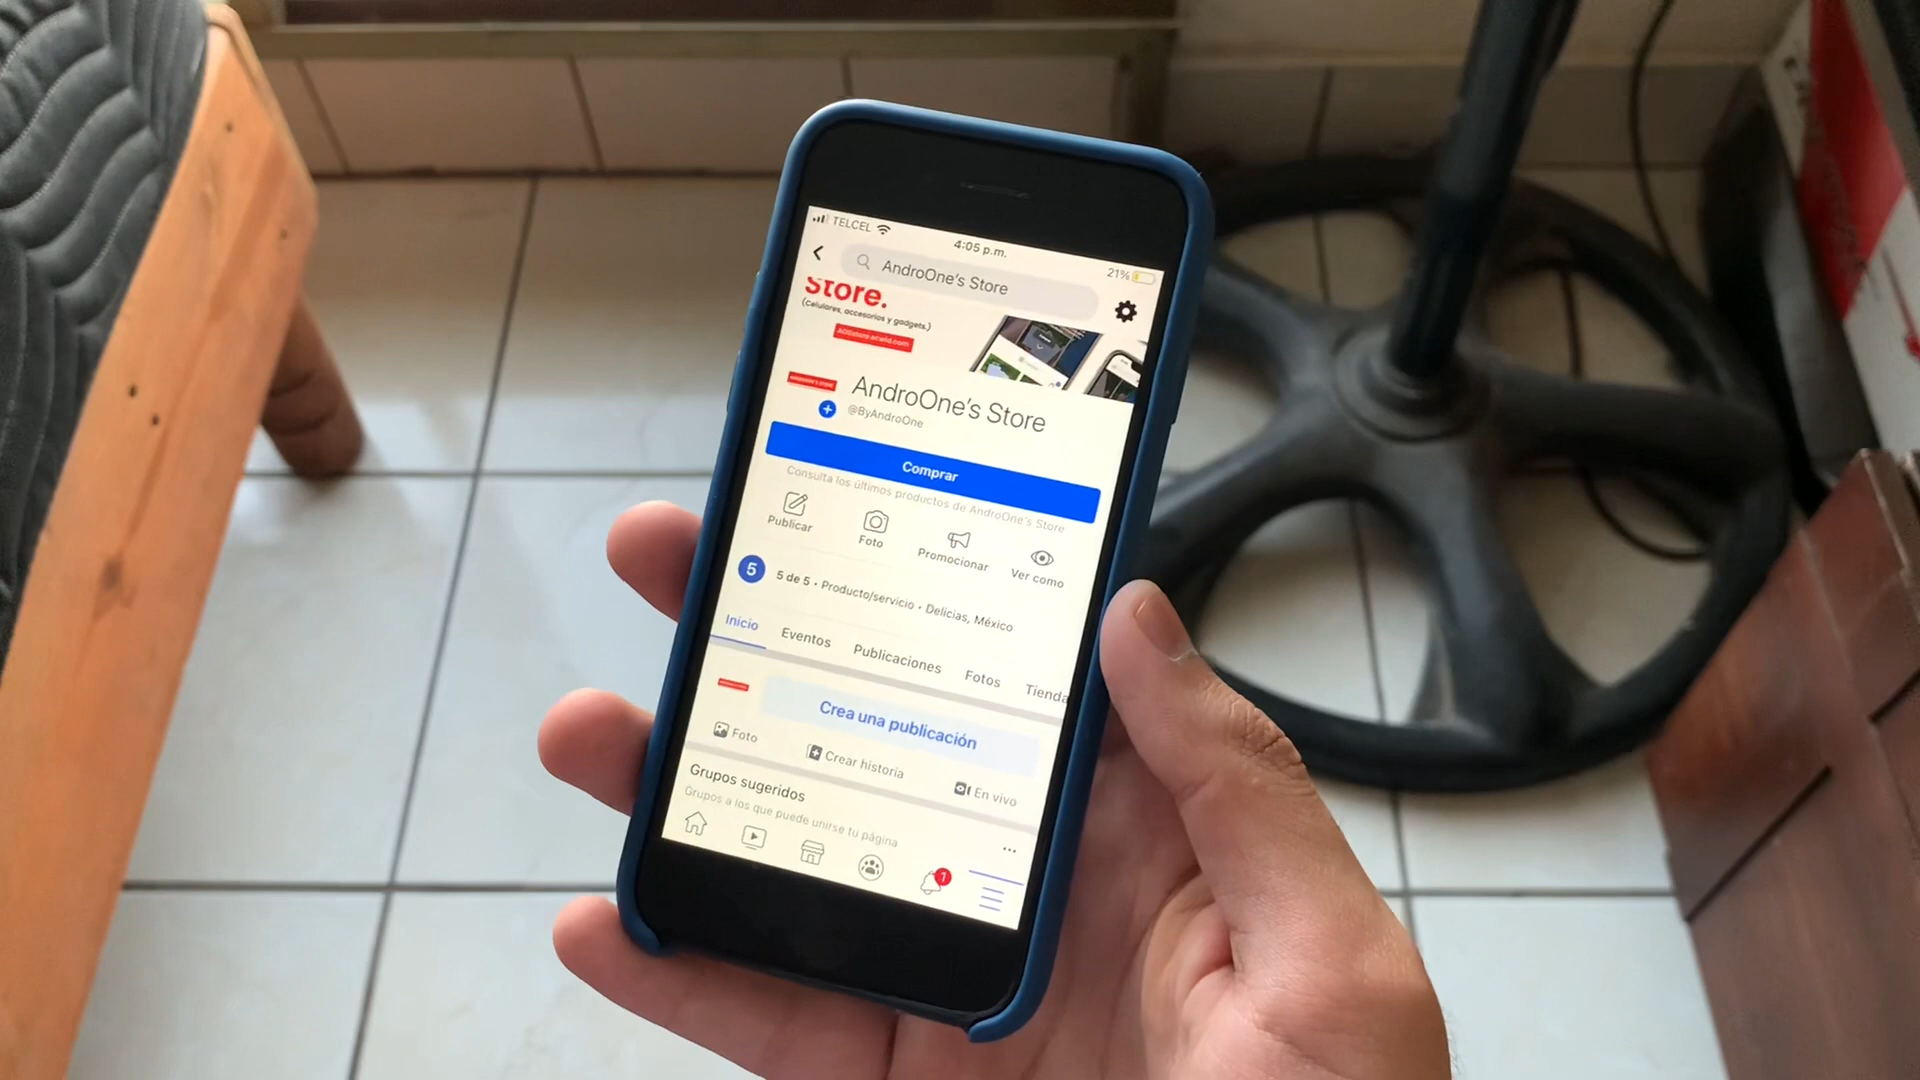 TELCEL
4:05 p.m.
21%
AndroOne's Store
Store.
(Celulares, accesorios y gadgets.)
AndroOne's Store
@ByAndroOne
Comprar
Consulta los últimos productos de AndroOne's Store
Publicar
Foto
Promocionar
Ver como
5
5 de 5 • Producto/servicio • Delicias, México
Inicio
Eventos
Publicaciones
Fotos
Tienda
Crea una publicación
Foto
Crear historia
En vivo
Grupos sugeridos
Grupos a los que puede unirse tu página
1